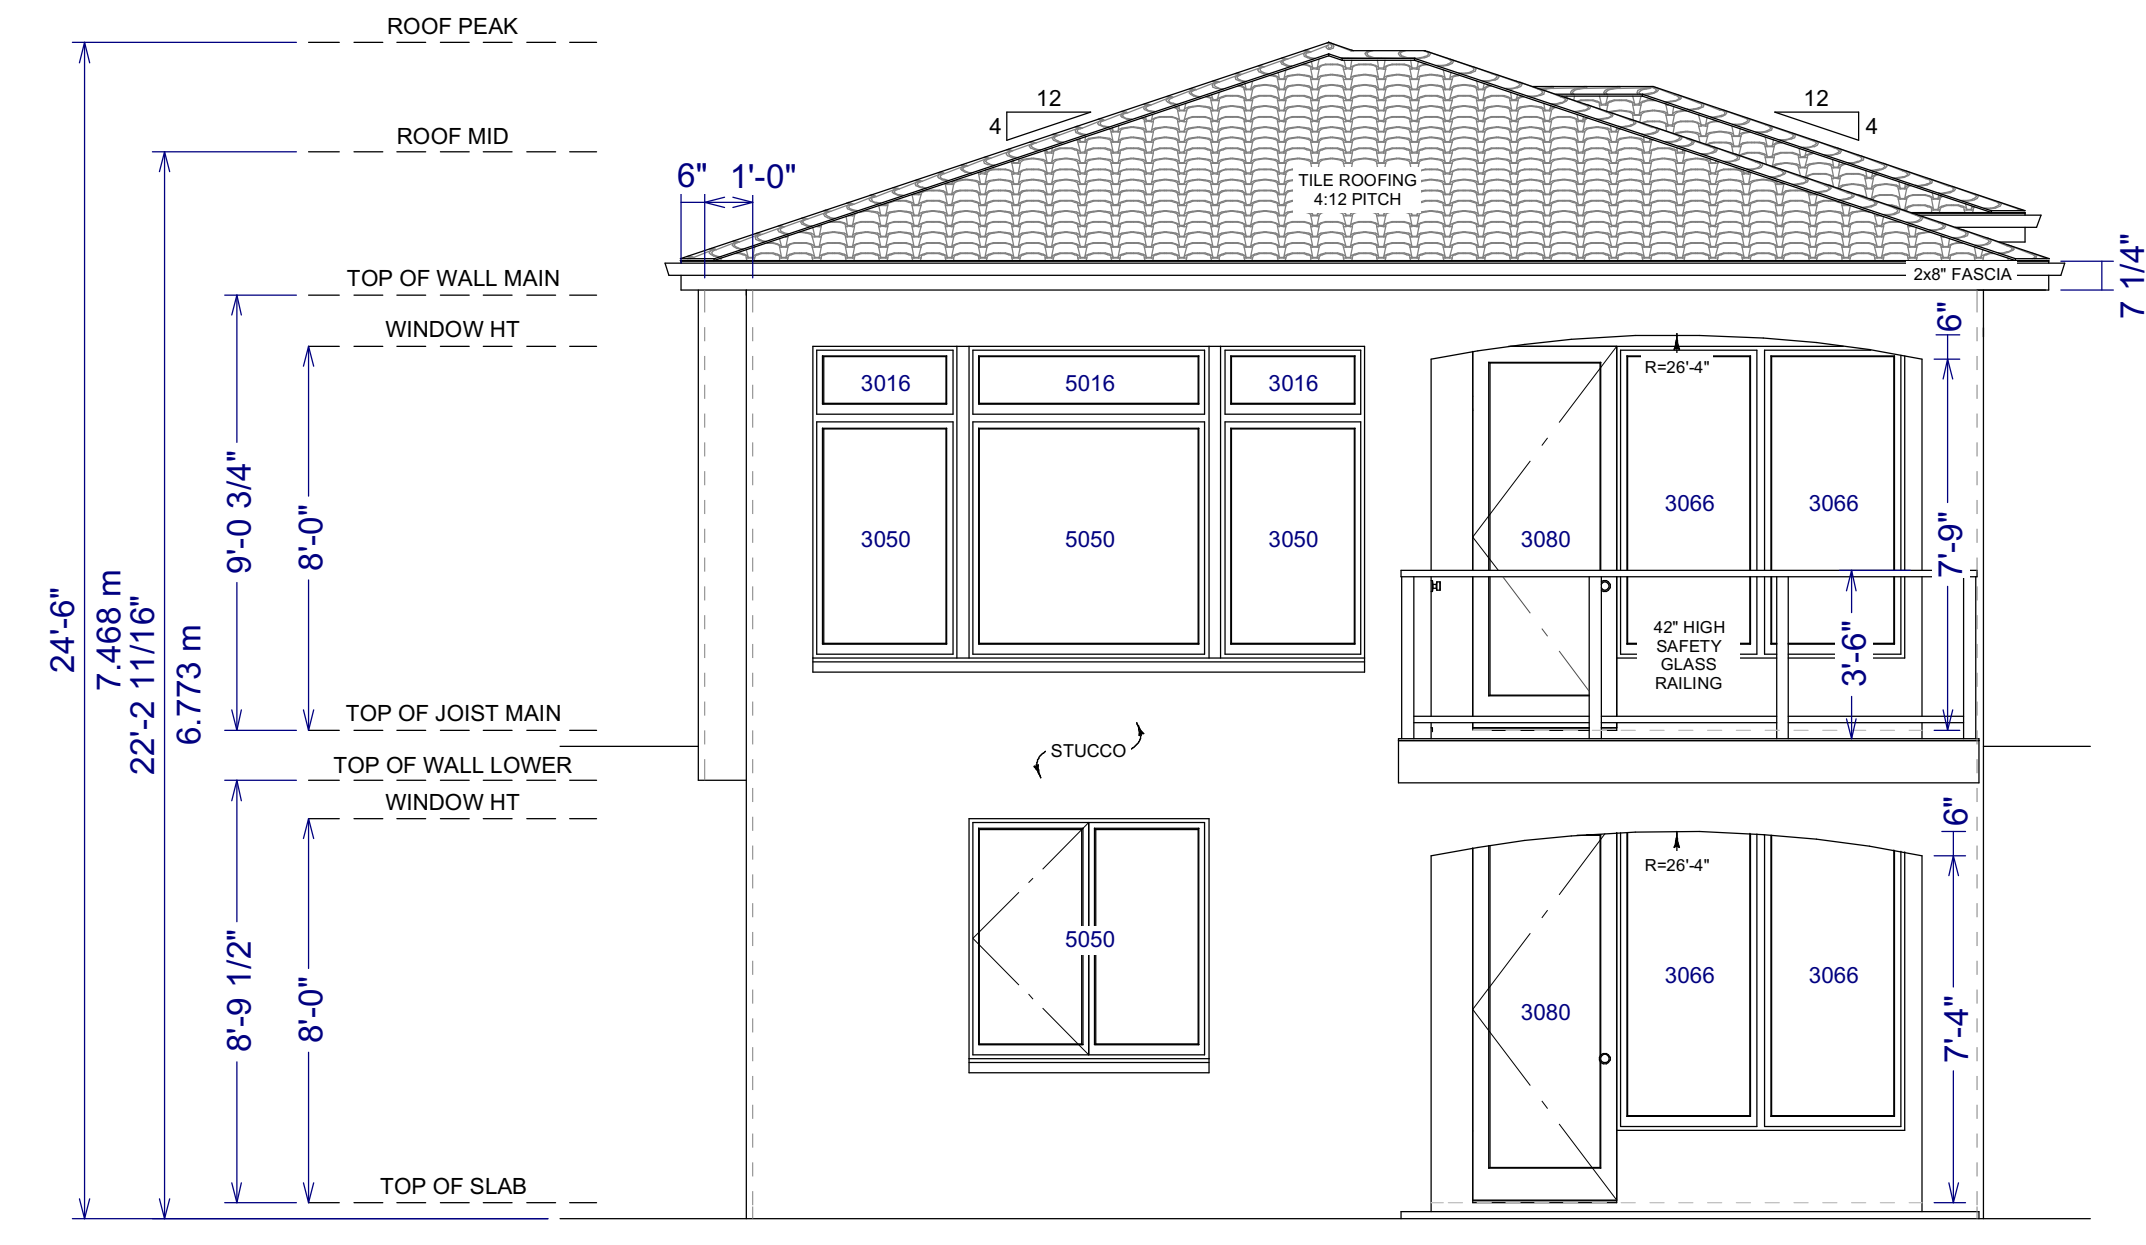 ROOF PEAK
ROOF MID
TOP OF WALL MAIN
WINDOW HT
TOP OF JOIST MAIN
TOP OF WALL LOWER
WINDOW HT
TOP OF SLAB
24'-6"
7.468 m
22'-2 11/16"
6.773 m
9'-0 3/4"
8'-0"
8'-9 1/2"
8'-0"
6"
1'-0"
12
4
12
4
TILE ROOFING
4:12 PITCH
2x8" FASCIA
7 1/4"
3016
5016
3016
3050
5050
3050
R=26'-4"
3080
3066
3066
6"
7'-9"
3'-6"
42" HIGH
SAFETY
GLASS
RAILING
STUCCO
5050
R=26'-4"
3080
3066
3066
6"
7'-4"